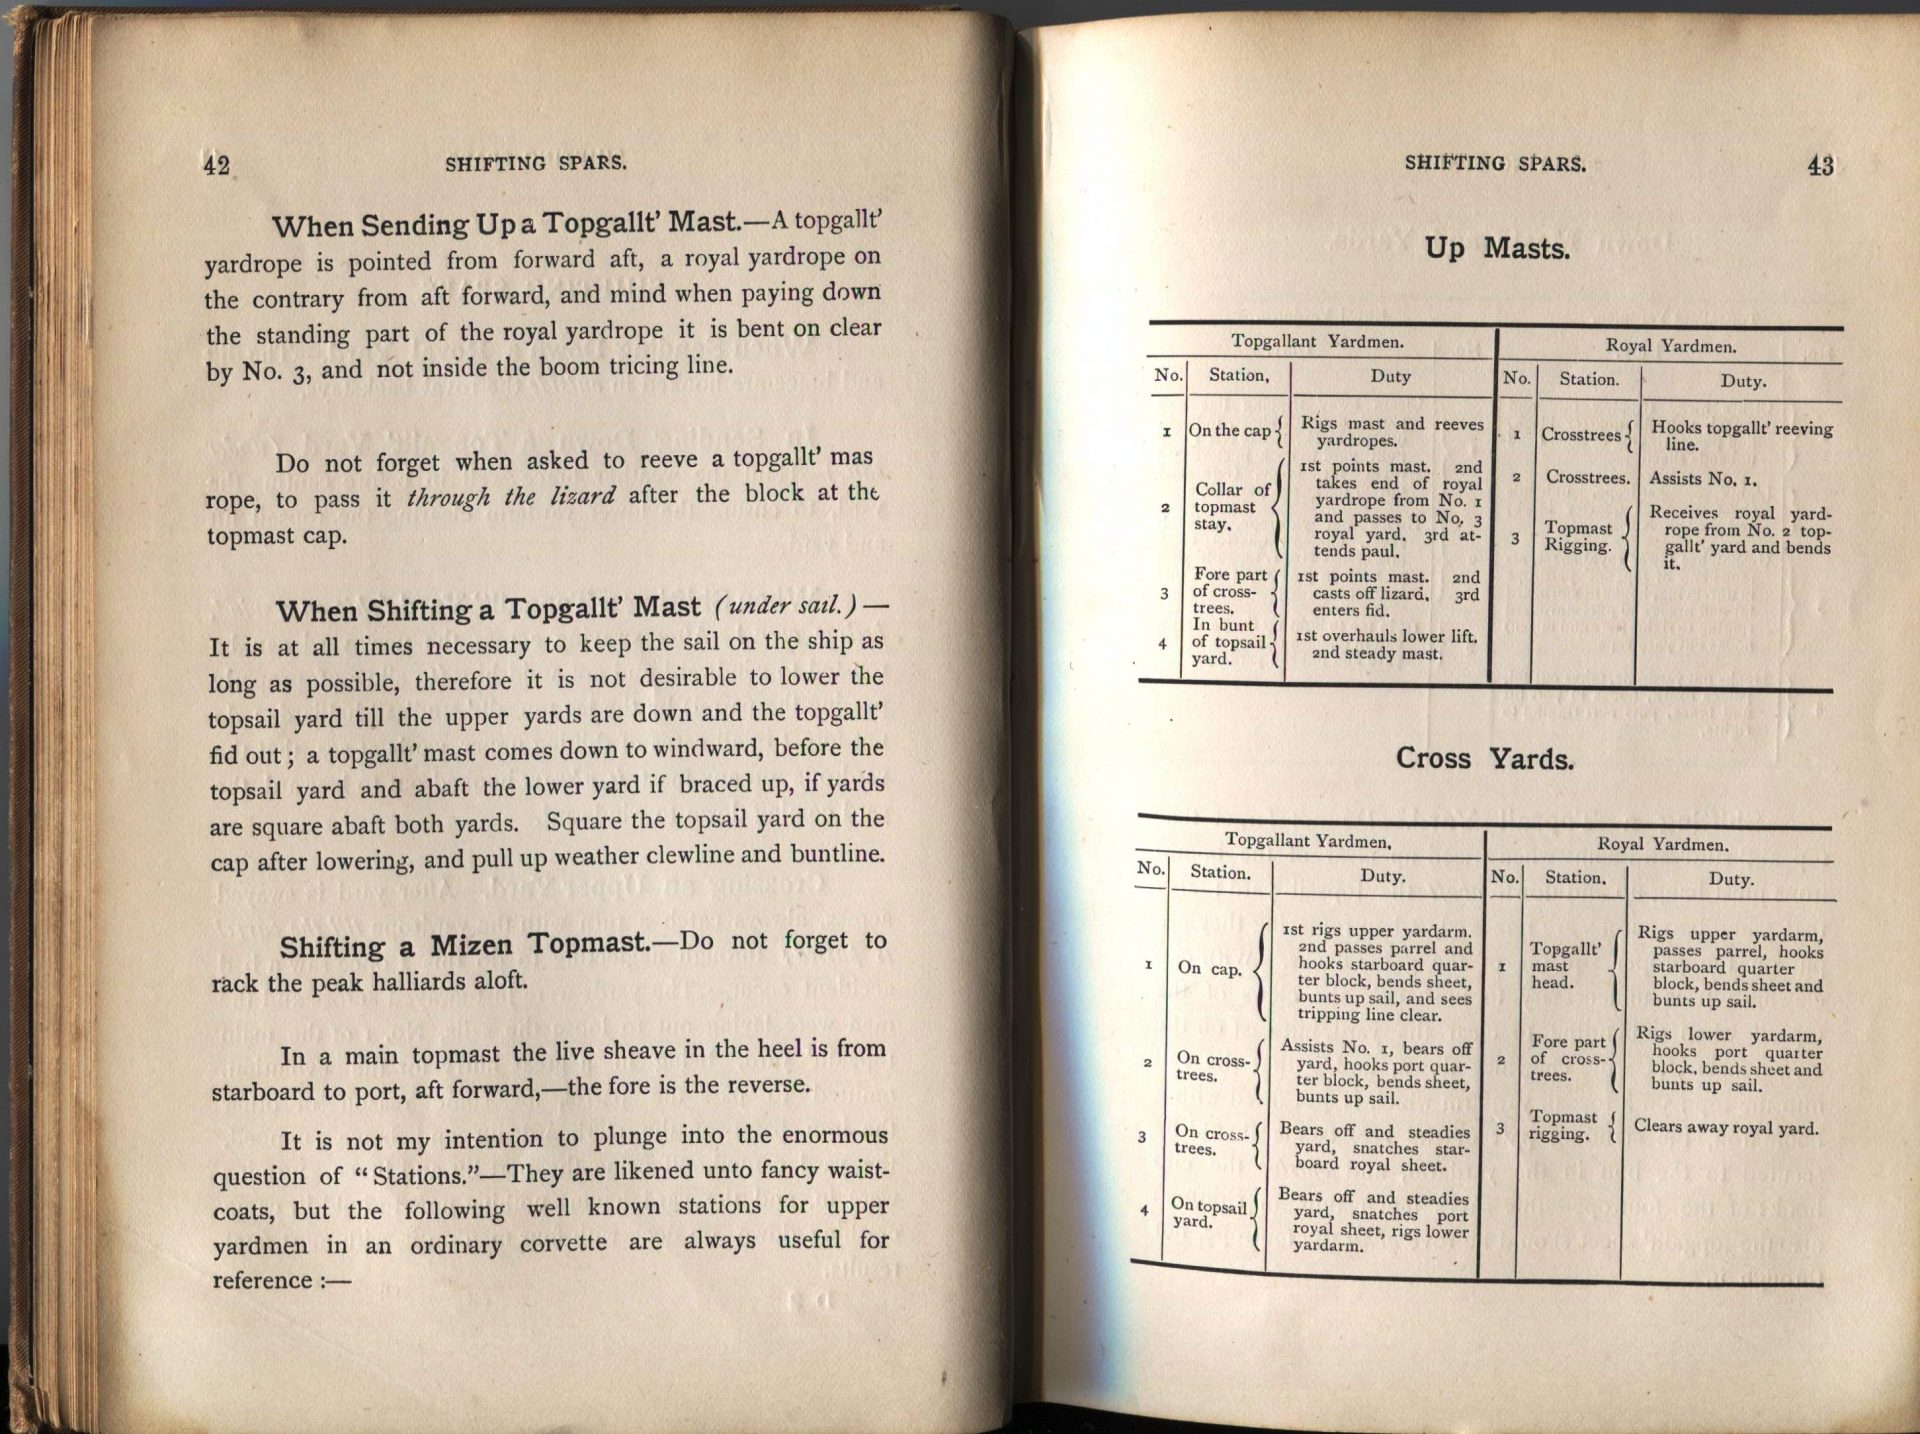 42
SHIFTING SPARS.
When Sending Up a Topgallt’ Mast.—A topgallt’
yardrope is pointed from forward aft, a royal yardrope on
the contrary from aft forward, and mind when paying down
the standing part of the royal yardrope it is bent on clear
by No. 3, and not inside the boom tricing line.
Do not forget when asked to reeve a topgallt’ mas
rope, to pass it through the lizard after the block at the
topmast cap.
When Shifting a Topgallt’ Mast (under sail.)—
It is at all times necessary to keep the sail on the ship as
long as possible, therefore it is not desirable to lower the
topsail yard till the upper yards are down and the topgallt’
fid out; a topgallt’ mast comes down to windward, before the
topsail yard and abaft the lower yard if braced up, if yards
are square abaft both yards. Square the topsail yard on the
cap after lowering, and pull up weather clewline and buntline.
Shifting a Mizen Topmast.—Do not forget to
rack the peak halliards aloft.
In a main topmast the live sheave in the heel is from
starboard to port, aft forward,—the fore is the reverse.
It is not my intention to plunge into the enormous
question of “Stations.”—They are likened unto fancy waist-
coats, but the following well known stations for upper
yardmen in an ordinary corvette are always useful for
reference :—
SHIFTING SPARS.
43
Up Masts.
Topgallant Yardmen.
No. Station, Duty
1 On the cap Rigs mast and reeves
yardropes.
2 Collar of
topmast
stay.
1st points mast. 2nd
takes end of royal
yardrope from No. 1
and passes to No, 3
royal yard. 3rd at-
tends paul.
3 Fore part
of cross-
trees.
1st points mast. 2nd
casts off lizard, 3rd
enters fid.
4 In bunt
of topsail
yard.
1st overhauls lower lift.
2nd steady mast.
Royal Yardmen.
No. Station. Duty.
1 Crosstrees Hooks topgallt’ reeving
line.
2 Crosstrees. Assists No. 1.
3 Topmast
Rigging.
Receives royal yard-
rope from No. 2 top-
gallt’ yard and bends
it.
Cross Yards.
Topgallant Yardmen,
No. Station. Duty.
1 On cap.
1st rigs upper yardarm.
2nd passes parrel and
hooks starboard quar-
ter block, bends sheet,
bunts up sail, and sees
tripping line clear.
2 On cross-
trees.
Assists No. 1, bears off
yard, hooks port quar-
ter block, bends sheet,
bunts up sail.
3 On cross-
trees.
Bears off and steadies
yard, snatches star-
board royal sheet.
4 On topsail
yard.
Bears off and steadies
yard, snatches port
royal sheet, rigs lower
yardarm.
Royal Yardmen.
No. Station. Duty.
1 Topgallt’
mast
head.
Rigs upper yardarm,
passes parrel, hooks
starboard quarter
block, bends sheet and
bunts up sail.
2 Fore part
of cross-
trees.
Rigs lower yardarm,
hooks port quarter
block, bends sheet and
bunts up sail.
3 Topmast
rigging.
Clears away royal yard.